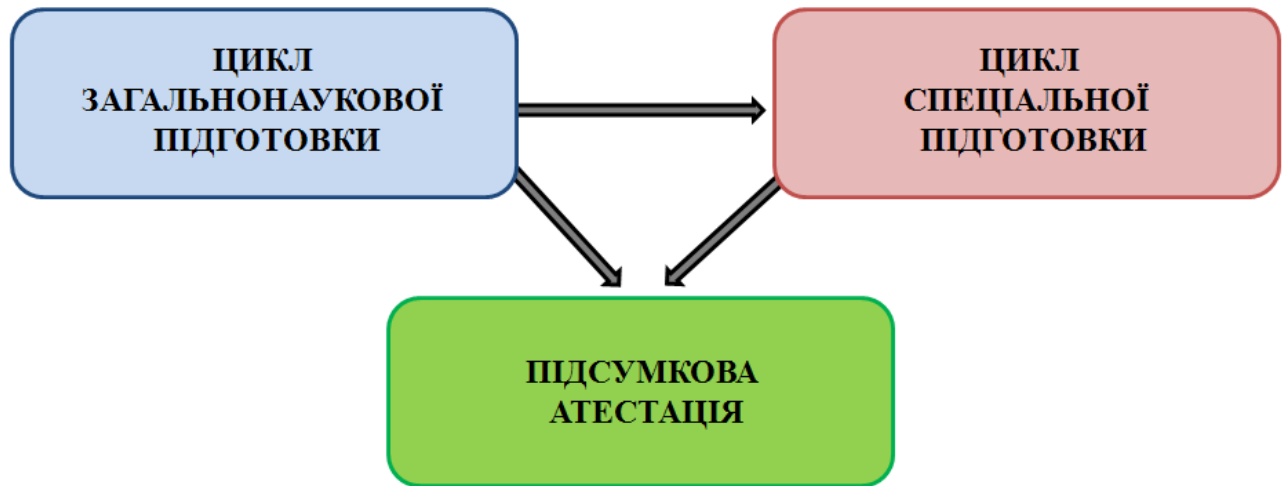 ЦИКЛ
ЗАГАЛЬНОНАУКОВОЇ
ПІДГОТОВКИ
ЦИКЛ
СПЕЦІАЛЬНОЇ
ПІДГОТОВКИ
ПІДСУМКОВА
АТЕСТАЦІЯ